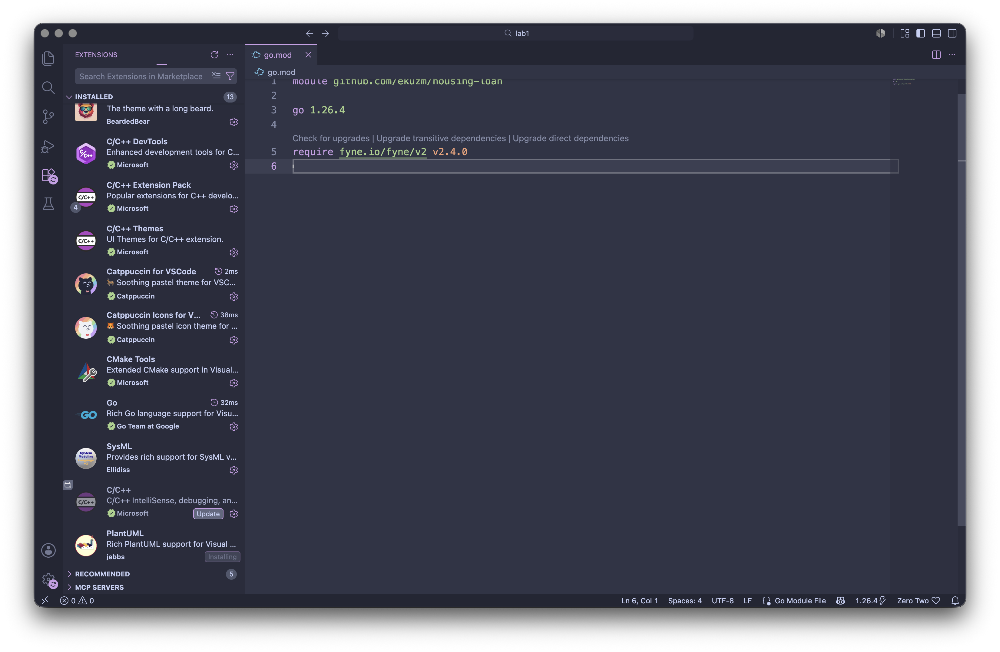 lab1
EXTENSIONS
Search Extensions in Marketplace
INSTALLED 13
The theme with a long beard.
BeardedBear
C/C++ DevTools
Enhanced development tools for C...
Microsoft
C/C++ Extension Pack
Popular extensions for C++ develo...
4
Microsoft
C/C++ Themes
UI Themes for C/C++ extension.
Microsoft
Catppuccin for VSCode 2ms
🦌 Soothing pastel theme for VSC...
Catppuccin
Catppuccin Icons for V... 38ms
🦊 Soothing pastel icon theme for ...
Catppuccin
CMake Tools
Extended CMake support in Visual...
Microsoft
Go 32ms
Rich Go language support for Visu...
Go Team at Google
SysML
Provides rich support for SysML v...
Ellidiss
C/C++
C/C++ IntelliSense, debugging, an...
Microsoft Update
PlantUML
Rich PlantUML support for Visual ...
jebbs Installing
RECOMMENDED 5
MCP SERVERS
go.mod
go.mod
1 module github.com/ekuzm/housing-loan
2
3 go 1.26.4
4
Check for upgrades | Upgrade transitive dependencies | Upgrade direct dependencies
5 require fyne.io/fyne/v2 v2.4.0
6
C/C++
C/C++
C/C++
GO
System
Modeling
Language
v2
C/C++
0 0
Ln 6, Col 1 Spaces: 4 UTF-8 LF Go Module File 1.26.4 Zero Two